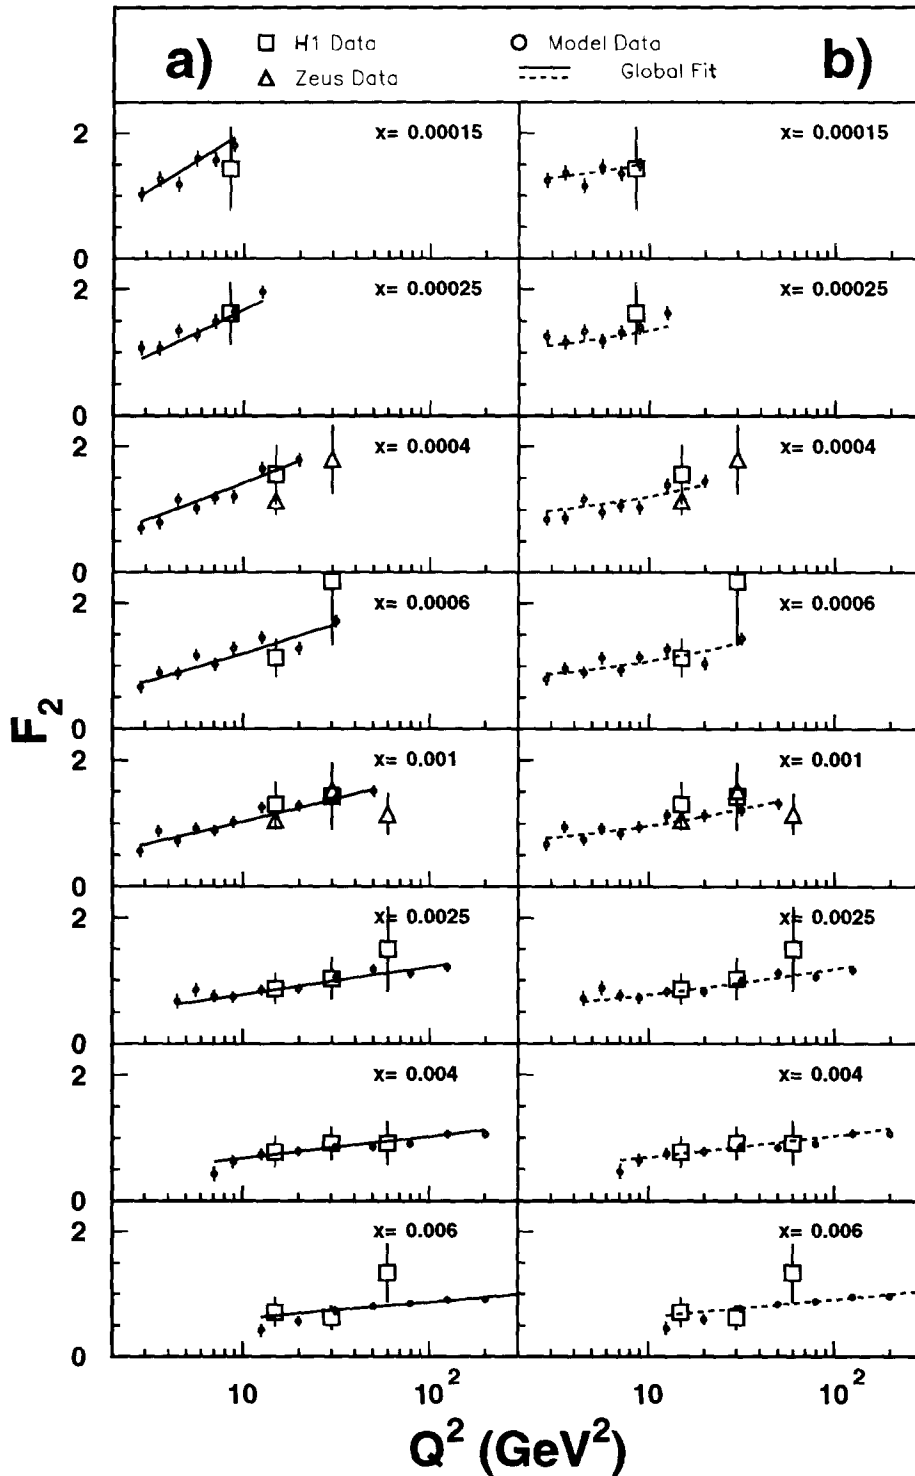 a)
H1 Data
Model Data
b)
Zeus Data
Global Fit
2
x= 0.00015
x= 0.00015
0
2
x= 0.00025
x= 0.00025
0
2
x= 0.0004
x= 0.0004
0
2
x= 0.0006
x= 0.0006
0
F2
2
x= 0.001
x= 0.001
0
2
x= 0.0025
x= 0.0025
0
2
x= 0.004
x= 0.004
0
2
x= 0.006
x= 0.006
0
10 10² 10 10²
Q² (GeV²)